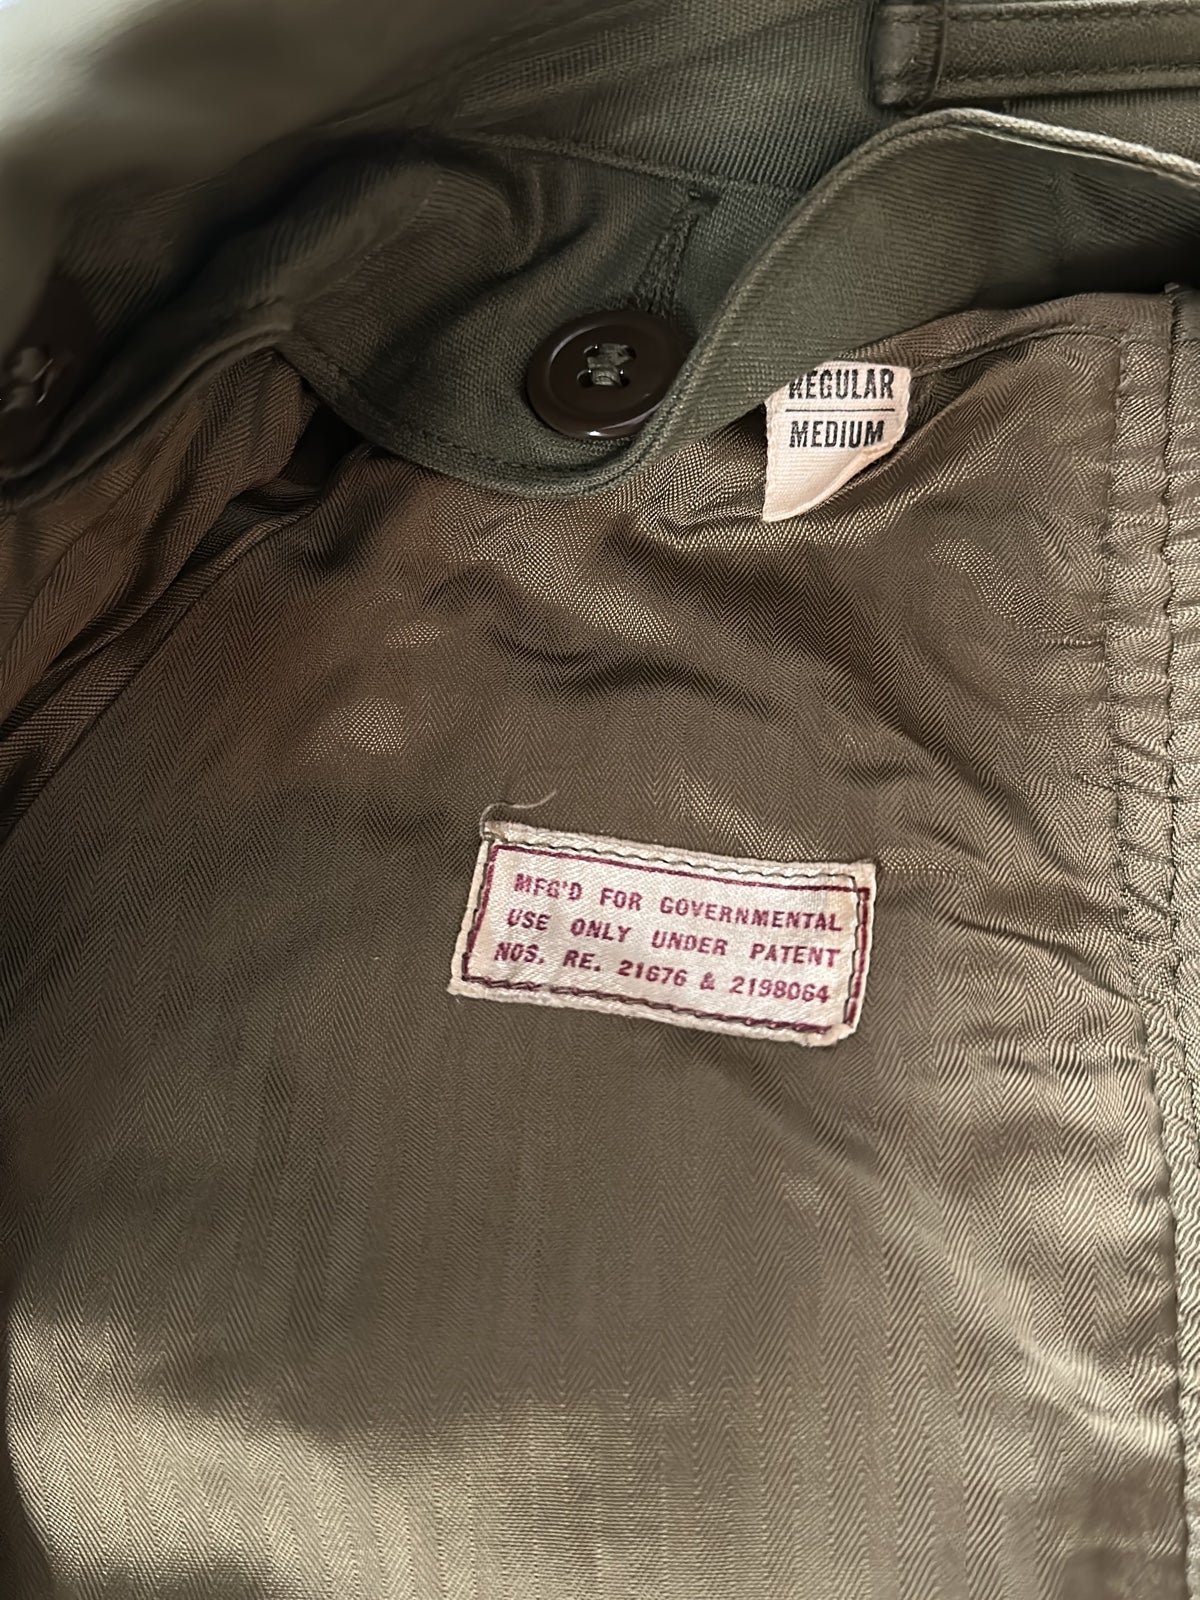 REGULAR
MEDIUM
MFG'D FOR GOVERNMENTAL
USE ONLY UNDER PATENT
NOS. RE. 21676 & 2198064